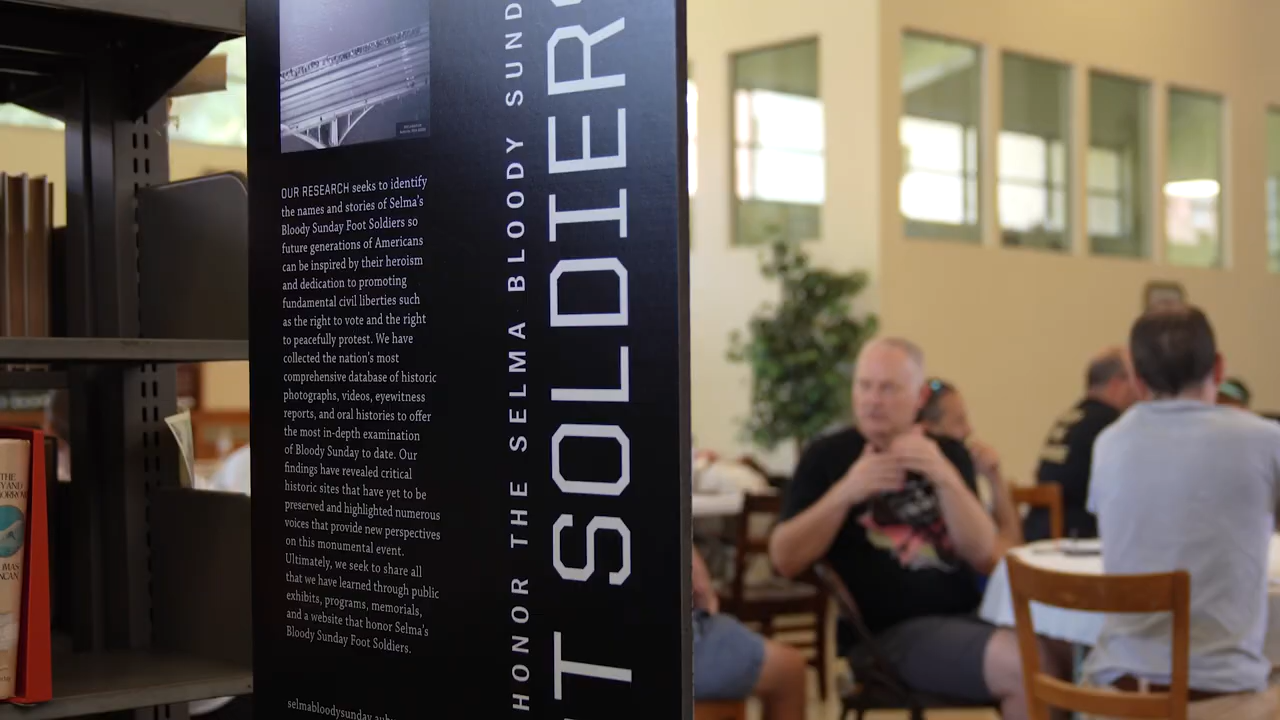 OUR RESEARCH seeks to identify
the names and stories of Selma's
Bloody Sunday Foot Soldiers so
future generations of Americans
can be inspired by their heroism
and dedication to promoting
fundamental civil liberties such
as the right to vote and the right
to peacefully protest. We have
collected the nation's most
comprehensive database of historic
photographs, videos, eyewitness
reports, and oral histories to offer
the most in-depth examination
of Bloody Sunday to date. Our
findings have revealed critical
historic sites that have yet to be
preserved and highlighted numerous
voices that provide new perspectives
on this monumental event.
Ultimately, we seek to share all
that we have learned through public
exhibits, programs, memorials,
and a website that honor Selma's
Bloody Sunday Foot Soldiers.
HONOR THE SELMA BLOODY SUND
T SOLDIER
THE